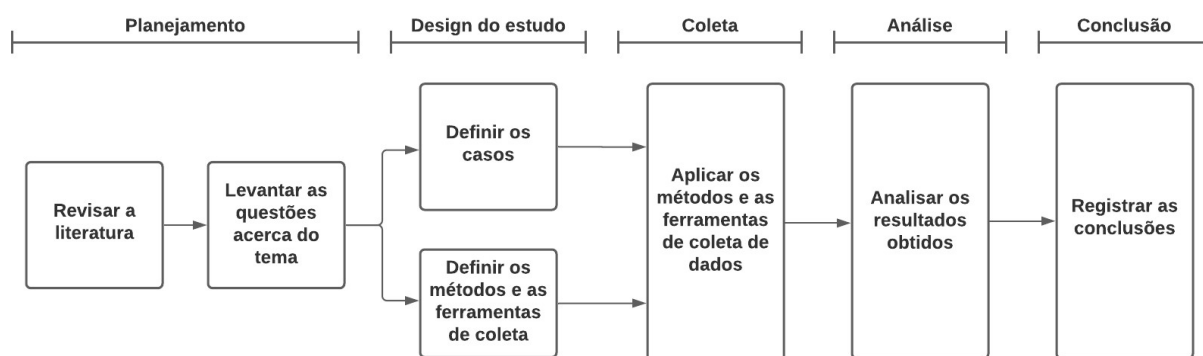 Planejamento
Design do estudo
Coleta
Análise
Conclusão
Revisar a
literatura
Levantar as
questões
acerca do
tema
Definir os
casos
Definir os
métodos e as
ferramentas
de coleta
Aplicar os
métodos e as
ferramentas
de coleta de
dados
Analisar os
resultados
obtidos
Registrar as
conclusões